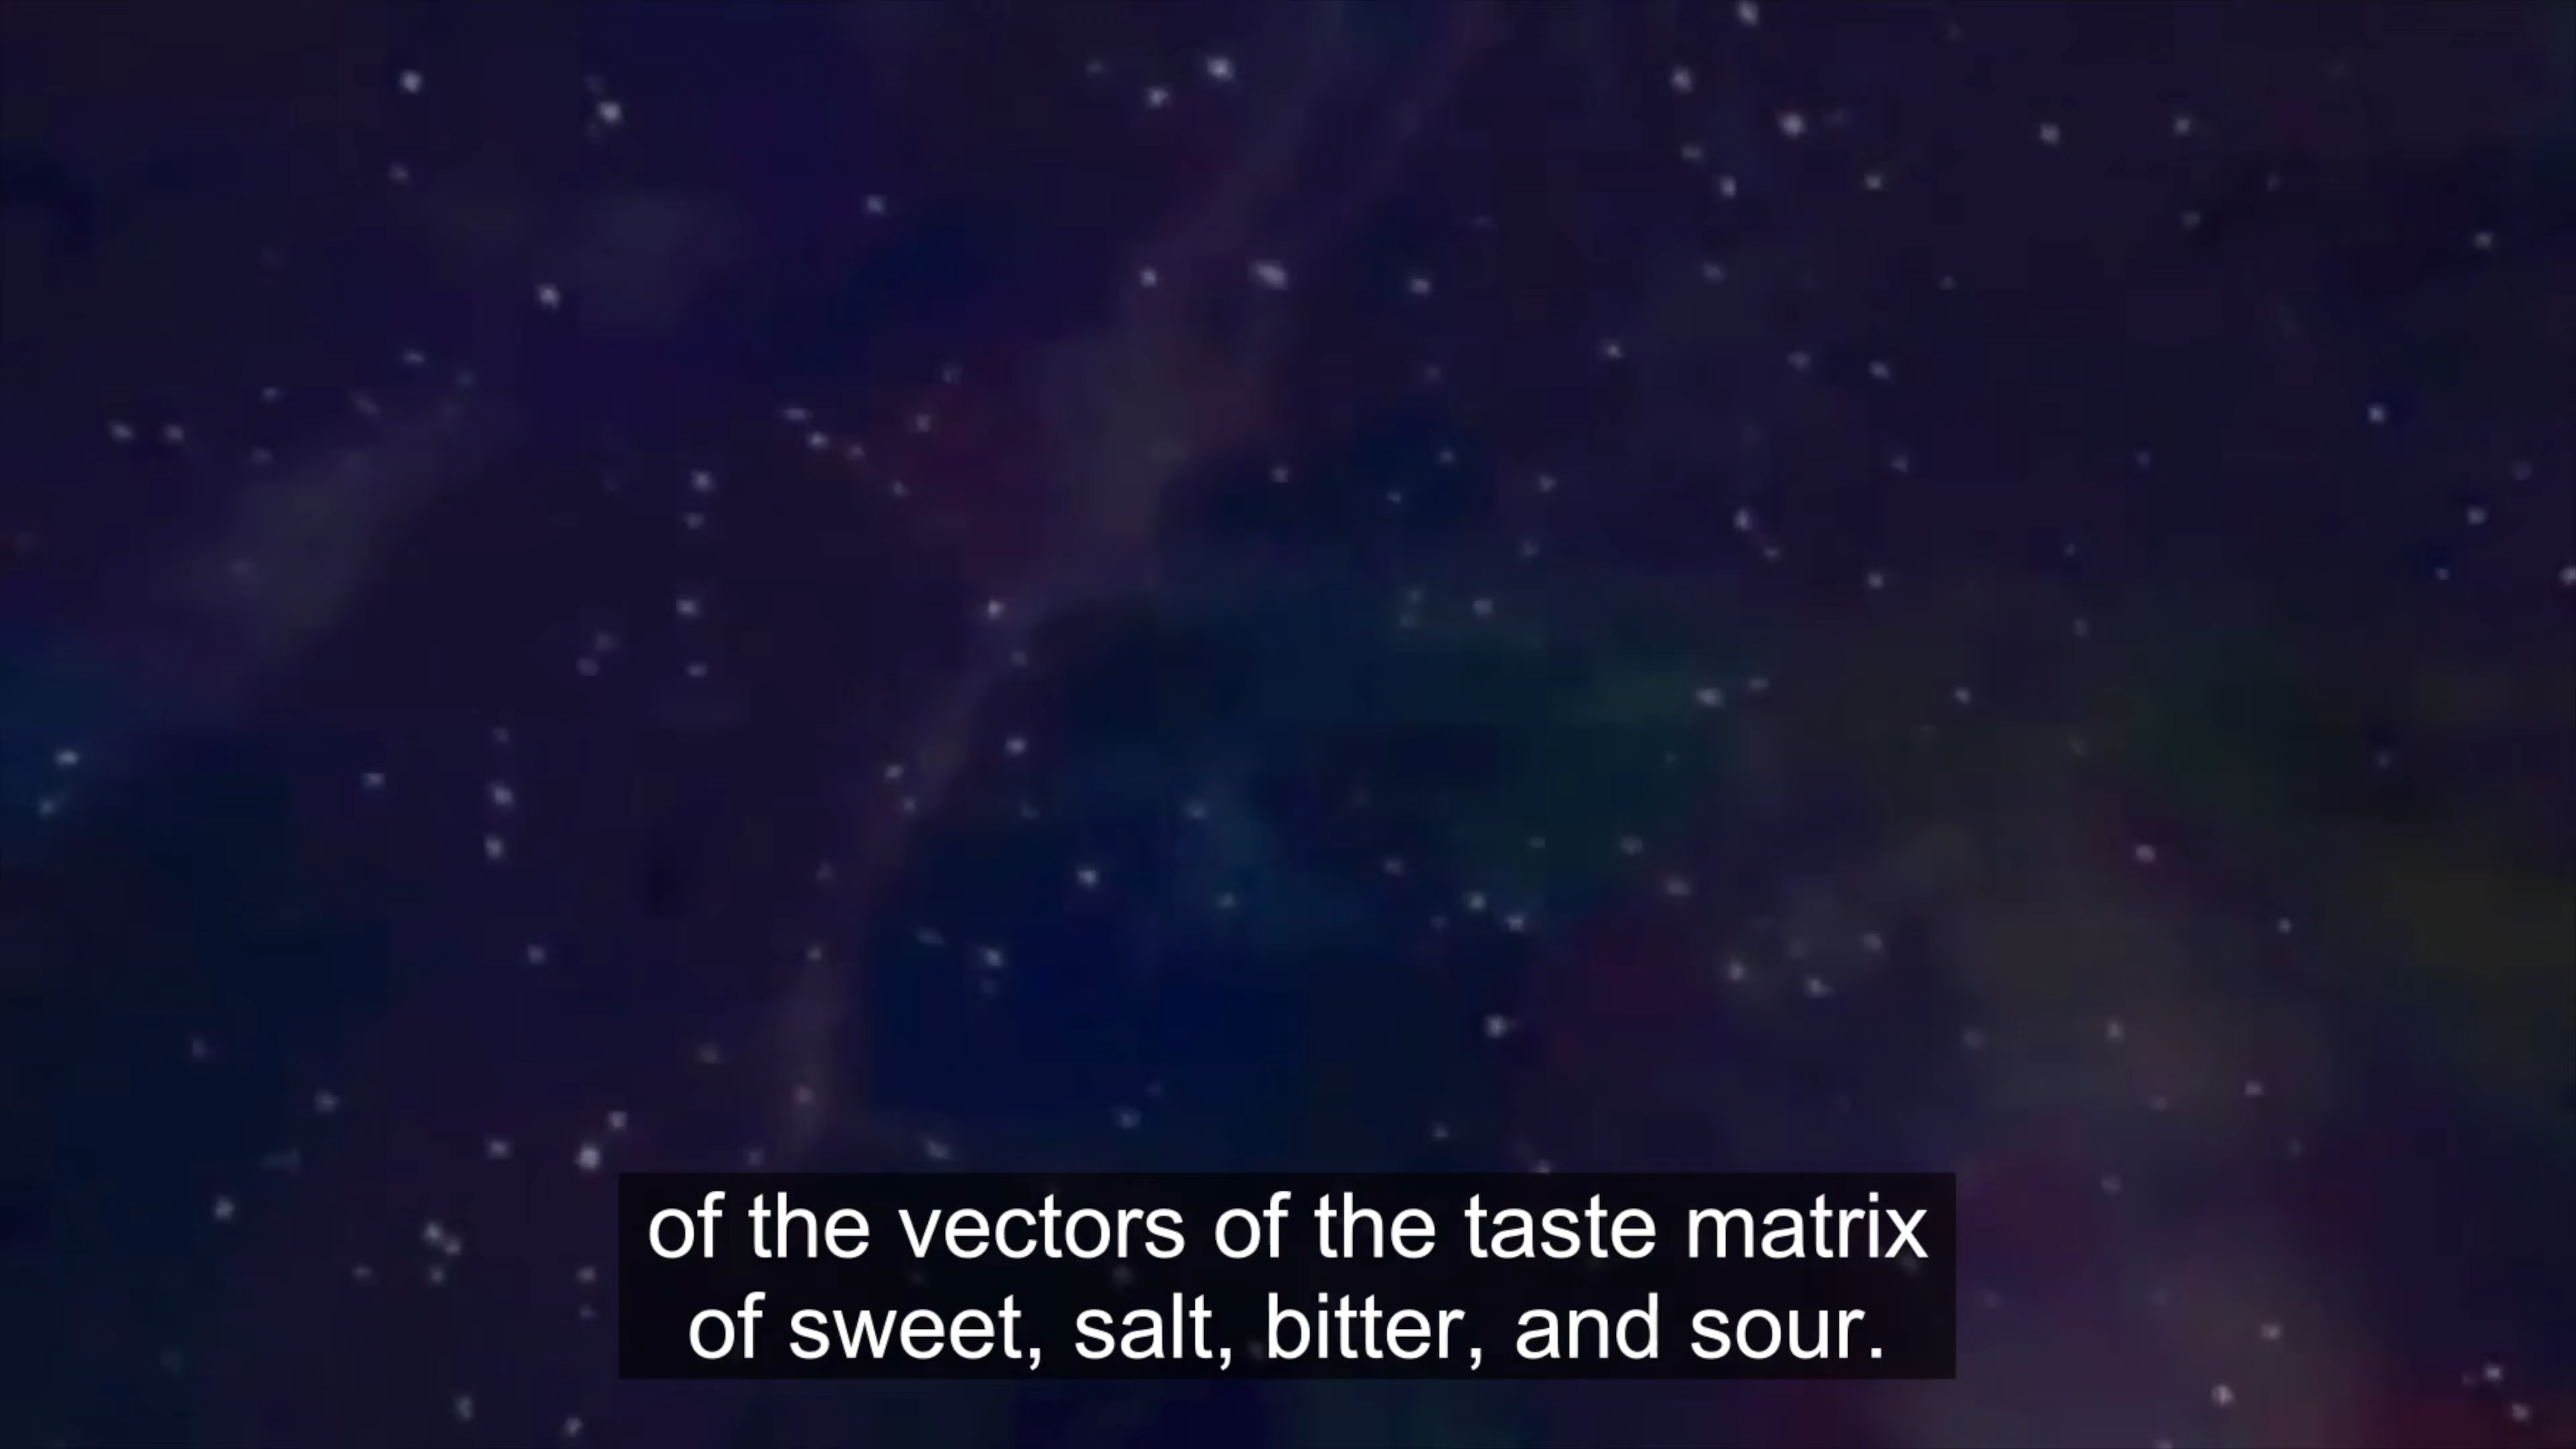 of the vectors of the taste matrix
of sweet, salt, bitter, and sour.